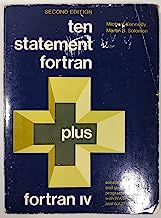 SECOND EDITION
ten
statement
fortran
Michael Kennedy
Martin B. Solomon
plus
fortran IV